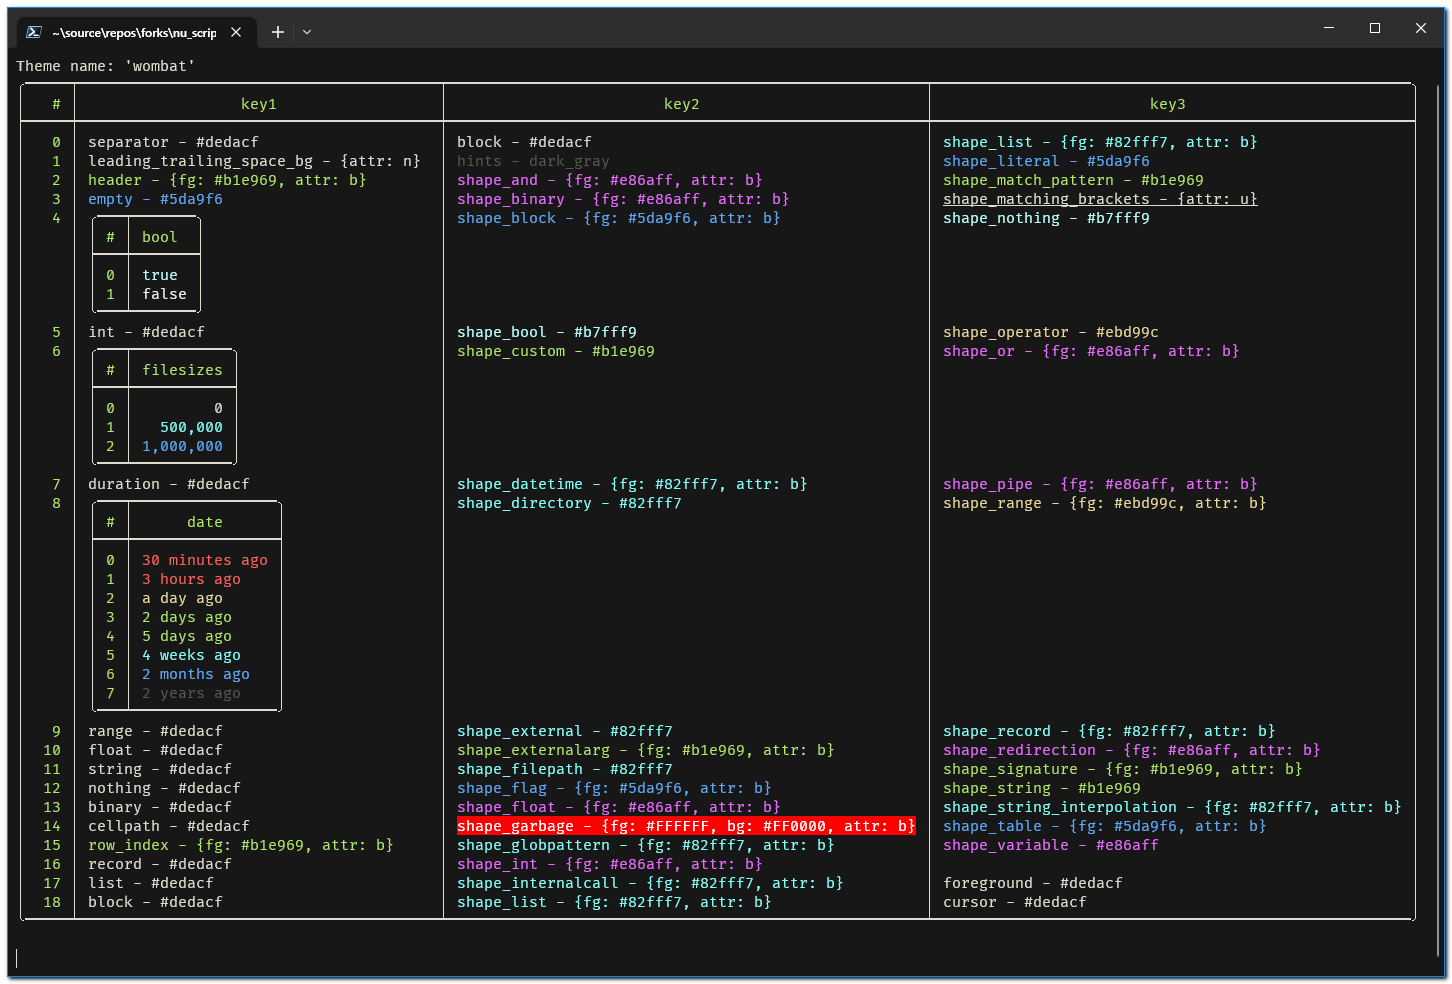 ~\source\repos\forks\nu_scrip
Theme name: 'wombat'
# key1 key2 key3
0 separator - #dedacf block - #dedacf shape_list - {fg: #82fff7, attr: b}
1 leading_trailing_space_bg - {attr: n} hints - dark_gray shape_literal - #5da9f6
2 header - {fg: #b1e969, attr: b} shape_and - {fg: #e86aff, attr: b} shape_match_pattern - #b1e969
3 empty - #5da9f6 shape_binary - {fg: #e86aff, attr: b} shape_matching_brackets - {attr: u}
4 shape_block - {fg: #5da9f6, attr: b} shape_nothing - #b7fff9
# bool
0 true
1 false
5 int - #dedacf shape_bool - #b7fff9 shape_operator - #ebd99c
6 shape_custom - #b1e969 shape_or - {fg: #e86aff, attr: b}
# filesizes
0 0
1 500,000
2 1,000,000
7 duration - #dedacf shape_datetime - {fg: #82fff7, attr: b} shape_pipe - {fg: #e86aff, attr: b}
8 shape_directory - #82fff7 shape_range - {fg: #ebd99c, attr: b}
# date
0 30 minutes ago
1 3 hours ago
2 a day ago
3 2 days ago
4 5 days ago
5 4 weeks ago
6 2 months ago
7 2 years ago
9 range - #dedacf shape_external - #82fff7 shape_record - {fg: #82fff7, attr: b}
10 float - #dedacf shape_externalarg - {fg: #b1e969, attr: b} shape_redirection - {fg: #e86aff, attr: b}
11 string - #dedacf shape_filepath - #82fff7 shape_signature - {fg: #b1e969, attr: b}
12 nothing - #dedacf shape_flag - {fg: #5da9f6, attr: b} shape_string - #b1e969
13 binary - #dedacf shape_float - {fg: #e86aff, attr: b} shape_string_interpolation - {fg: #82fff7, attr: b}
14 cellpath - #dedacf shape_garbage - {fg: #FFFFFF, bg: #FF0000, attr: b} shape_table - {fg: #5da9f6, attr: b}
15 row_index - {fg: #b1e969, attr: b} shape_globpattern - {fg: #82fff7, attr: b} shape_variable - #e86aff
16 record - #dedacf shape_int - {fg: #e86aff, attr: b}
17 list - #dedacf shape_internalcall - {fg: #82fff7, attr: b} foreground - #dedacf
18 block - #dedacf shape_list - {fg: #82fff7, attr: b} cursor - #dedacf